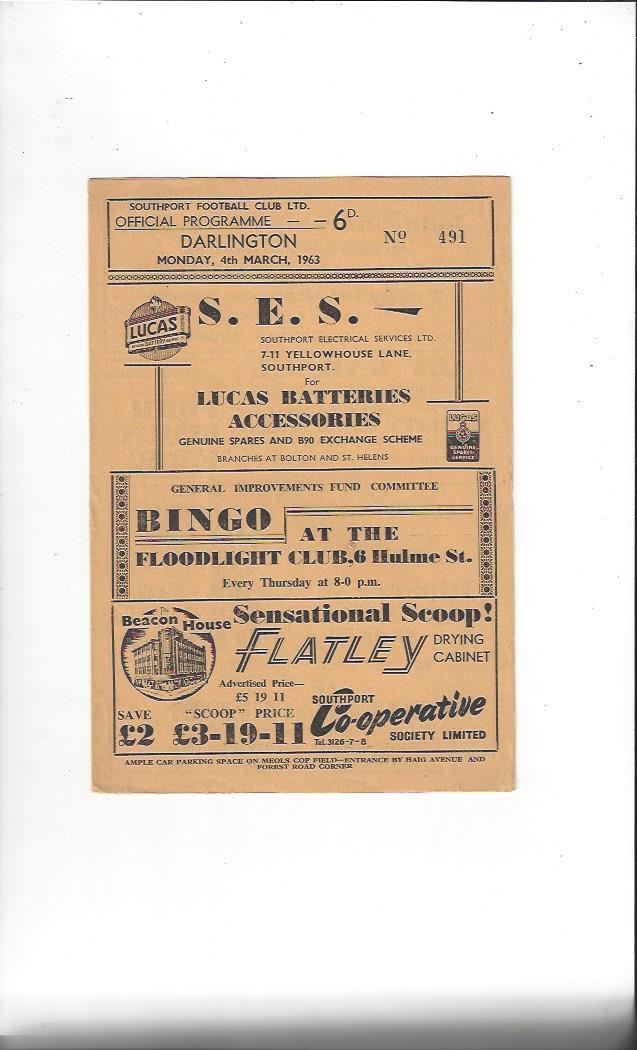 SOUTHPORT FOOTBALL CLUB LTD.
OFFICIAL PROGRAMME — — 6D.
DARLINGTON
MONDAY, 4th MARCH, 1963
No 491
LUCAS
S. E. S.
SOUTHPORT ELECTRICAL SERVICES LTD.
7-11 YELLOWHOUSE LANE,
SOUTHPORT.
For
LUCAS BATTERIES
ACCESSORIES
GENUINE SPARES AND B90 EXCHANGE SCHEME
BRANCHES AT BOLTON AND ST. HELENS
LUCAS
GENUINE
SPARES
SERVICE
GENERAL IMPROVEMENTS FUND COMMITTEE
BINGO AT THE
FLOODLIGHT CLUB, 6 Hulme St.
Every Thursday at 8-0 p.m.
Beacon House
Sensational Scoop!
FLATLEY DRYING
CABINET
Advertised Price—
£5 19 11
SAVE "SCOOP" PRICE
£2 £3-19-11
SOUTHPORT
Co-operative
SOCIETY LIMITED
Tel. 3126-7-8
AMPLE CAR PARKING SPACE ON MEOLS COP FIELD—ENTRANCE BY HAIG AVENUE AND
FOREST ROAD CORNER